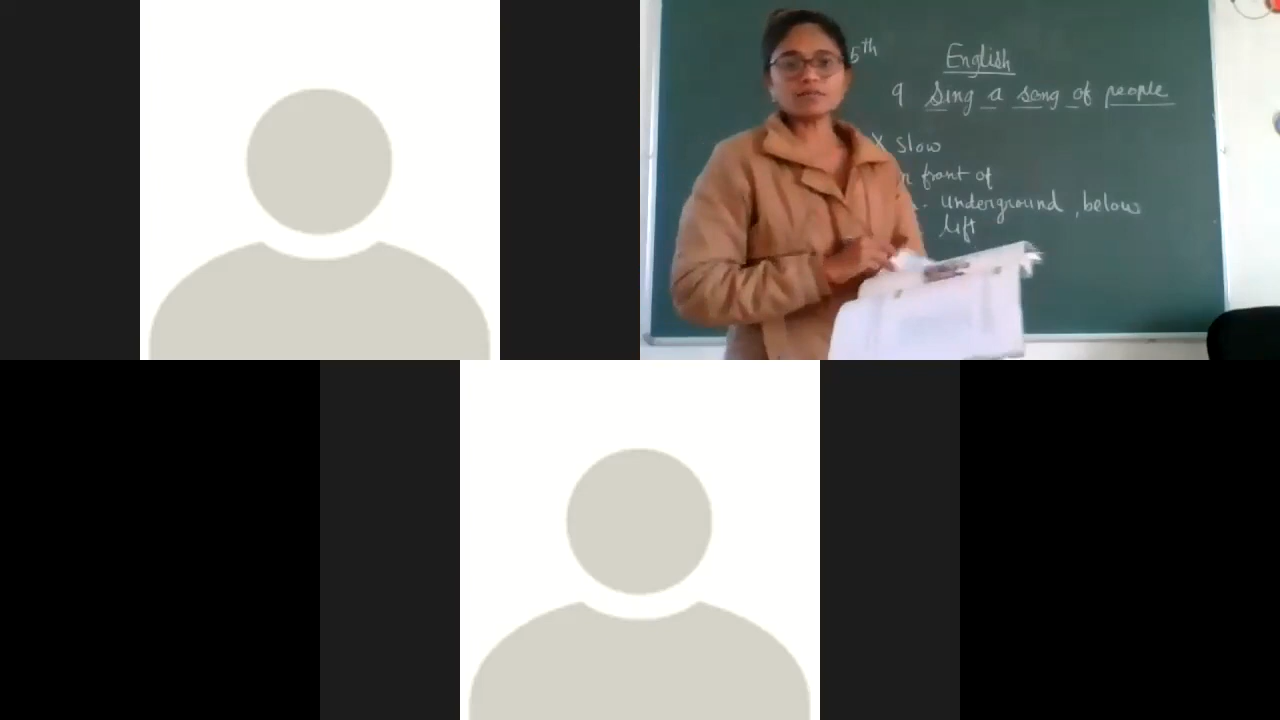 5th English
9 Sing a song of people
X slow
front of
underground, below
lift